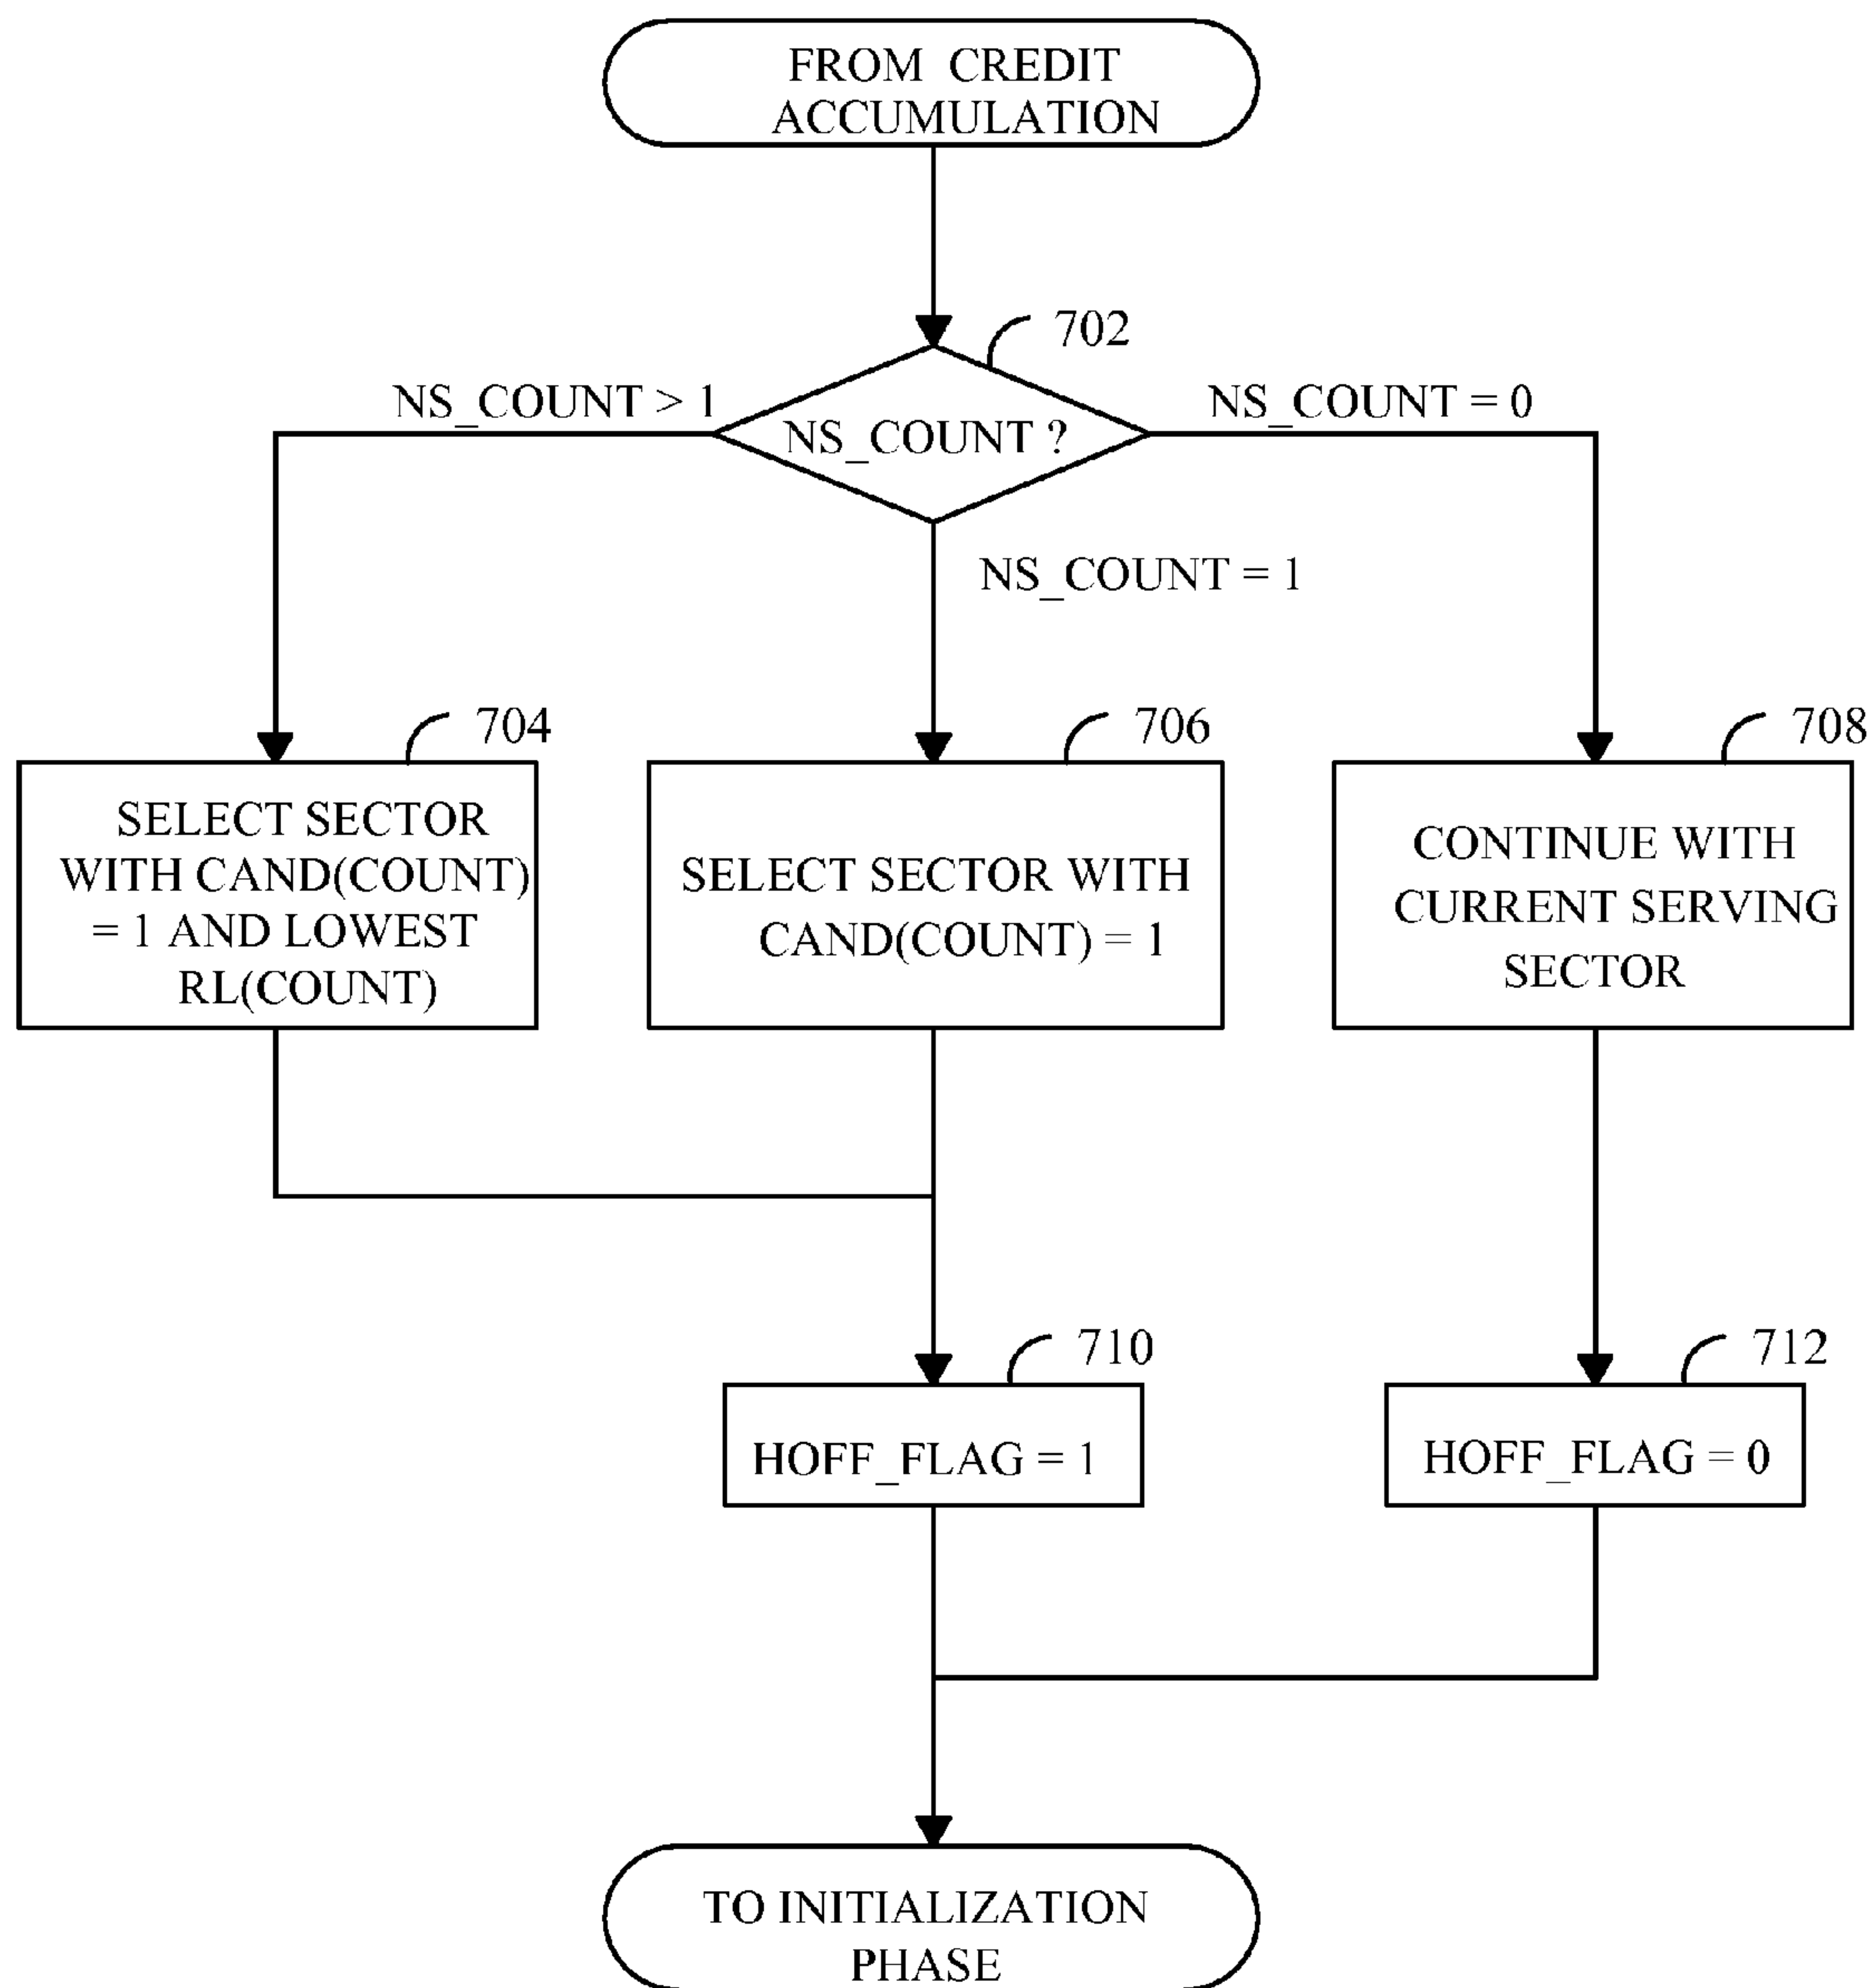 FROM CREDIT
ACCUMULATION
702
NS_COUNT > 1
NS_COUNT ?
NS_COUNT = 0
NS_COUNT = 1
704
706
708
SELECT SECTOR
WITH CAND(COUNT)
= 1 AND LOWEST
RL(COUNT)
SELECT SECTOR WITH
CAND(COUNT) = 1
CONTINUE WITH
CURRENT SERVING
SECTOR
710
712
HOFF_FLAG = 1
HOFF_FLAG = 0
TO INITIALIZATION
PHASE